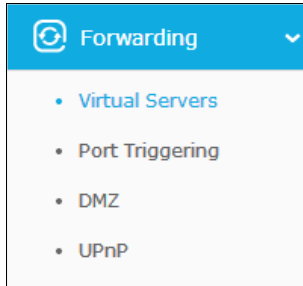 Forwarding
Virtual Servers
Port Triggering
DMZ
UPnP